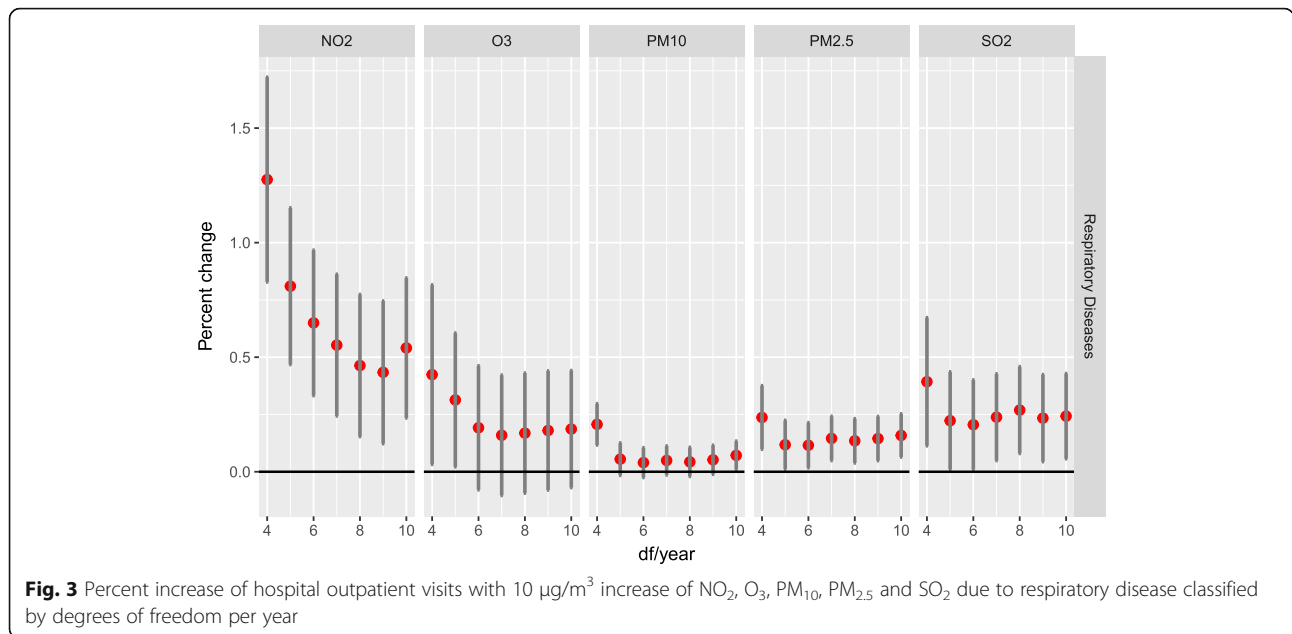 NO2 O3 PM10 PM2.5 SO2
1.5
1.0
0.5
0.0
Percent change
Respiratory Diseases
4 6 8 10 4 6 8 10 4 6 8 10 4 6 8 10 4 6 8 10
df/year
Fig. 3 Percent increase of hospital outpatient visits with 10 μg/m³ increase of NO₂, O₃, PM₁₀, PM₂.₅ and SO₂ due to respiratory disease classified
by degrees of freedom per year